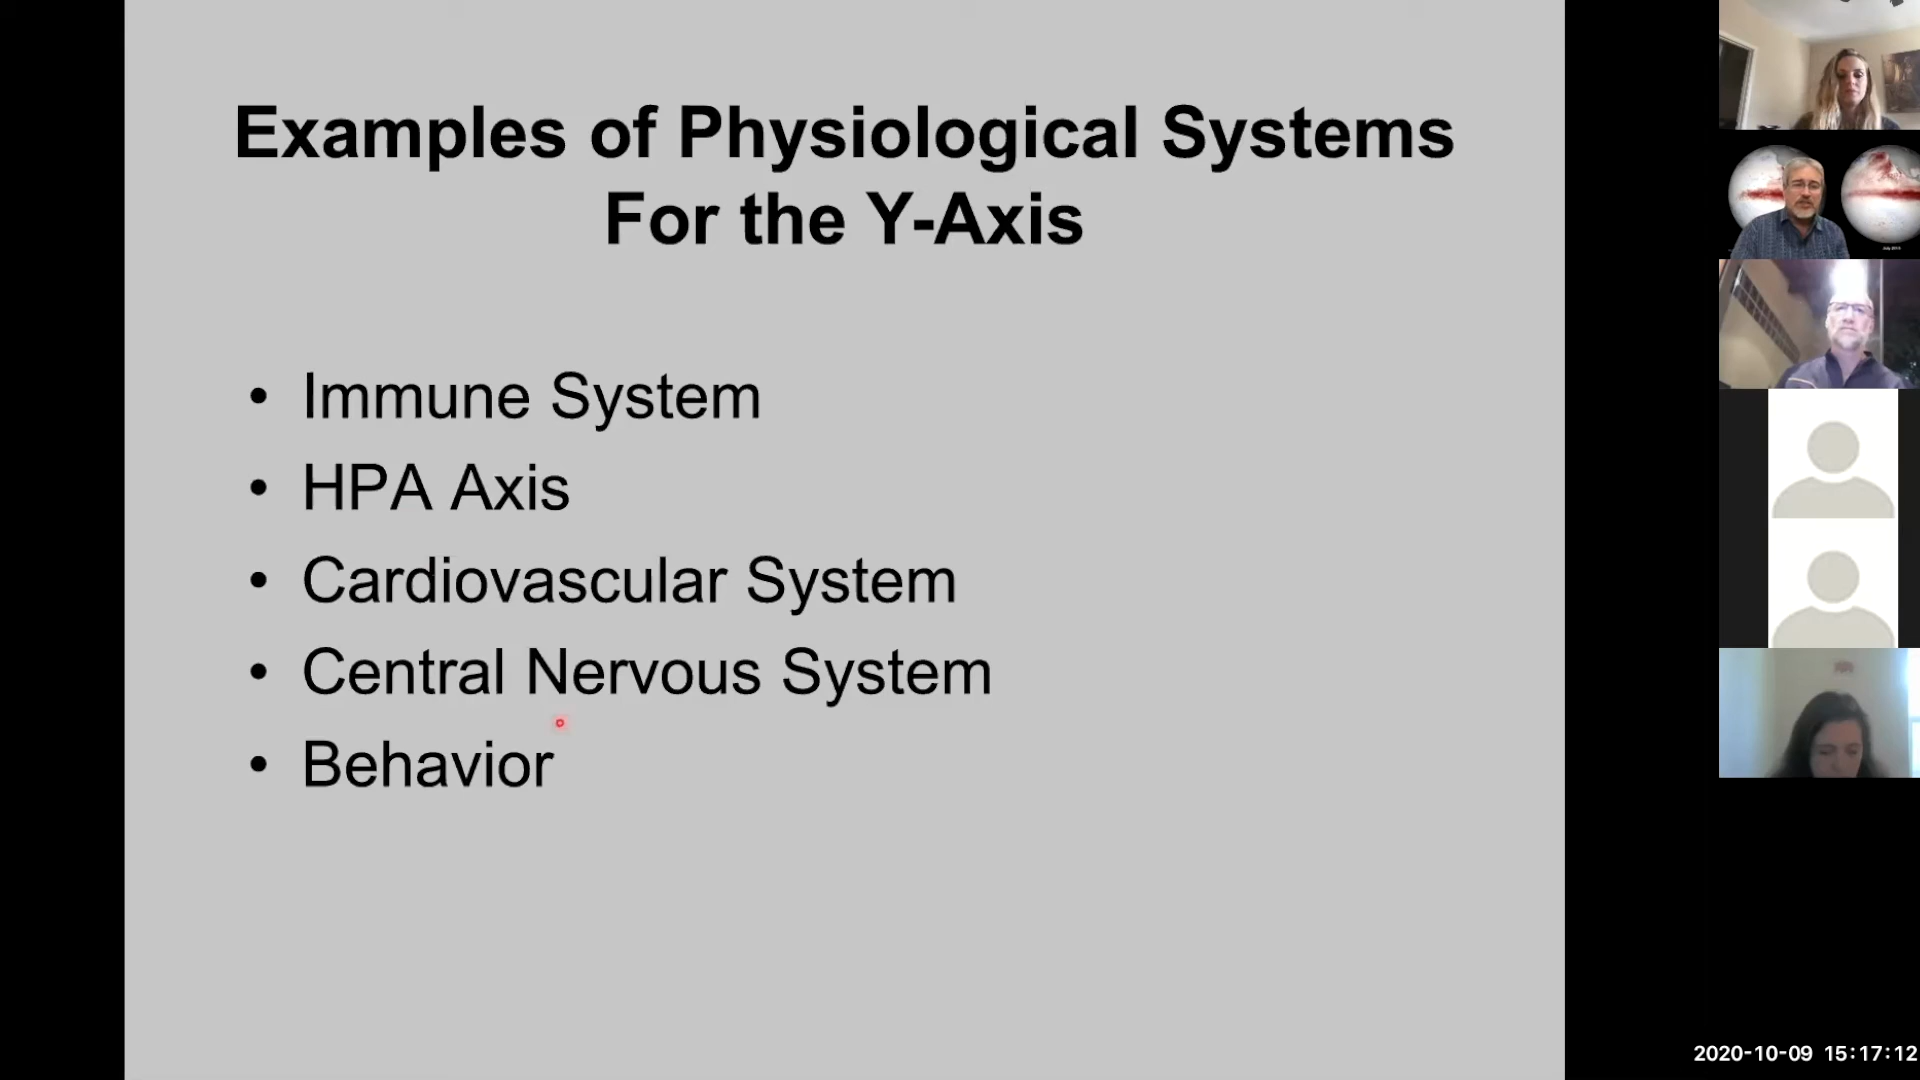 Examples of Physiological Systems
For the Y-Axis
• Immune System
• HPA Axis
• Cardiovascular System
• Central Nervous System
• Behavior
2020-10-09 15:17:12